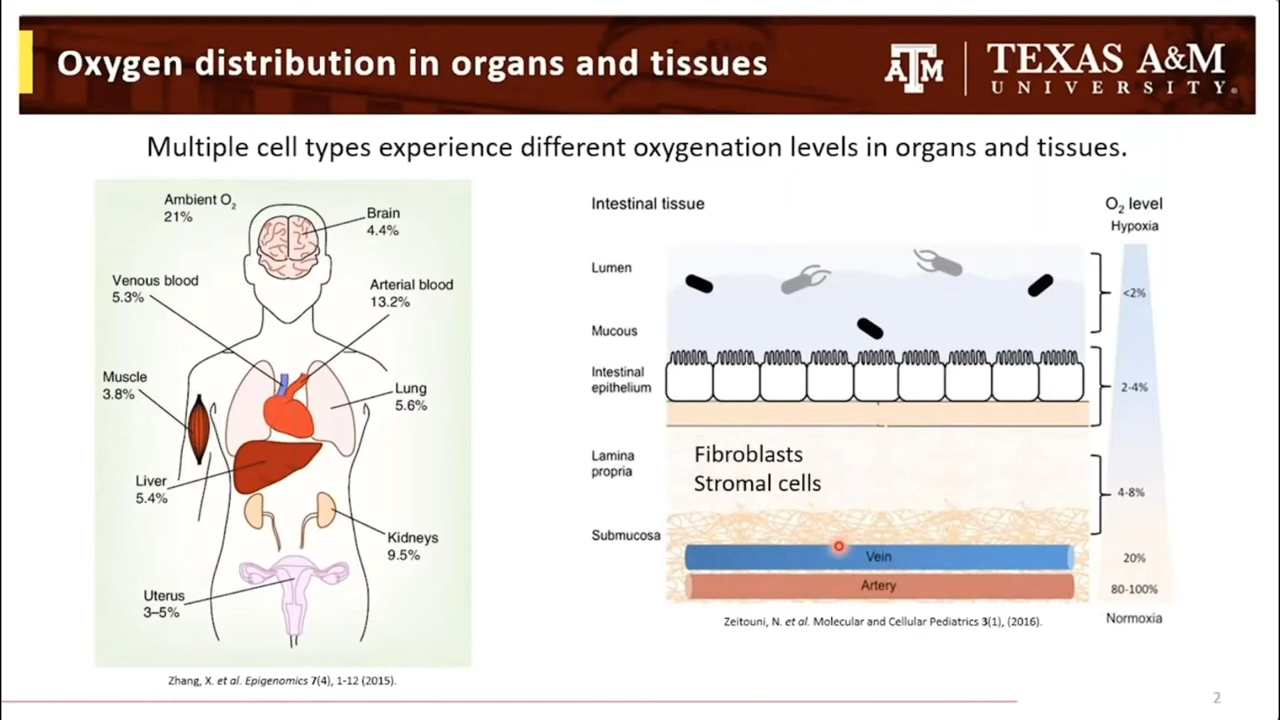 Oxygen distribution in organs and tissues
ATM
TEXAS A&M
UNIVERSITY®
Multiple cell types experience different oxygenation levels in organs and tissues.
Ambient O₂
21%
Brain
4.4%
Venous blood
5.3%
Arterial blood
13.2%
Muscle
3.8%
Lung
5.6%
Liver
5.4%
Kidneys
9.5%
Uterus
3–5%
Zhang, X. et al. Epigenomics 7(4), 1-12 (2015).
Intestinal tissue
O₂ level
Hypoxia
Lumen
<2%
Mucous
Intestinal
epithelium
2-4%
Lamina
propria
Fibroblasts
Stromal cells
4-8%
Submucosa
Vein
20%
Artery
80-100%
Normoxia
Zeitouni, N. et al. Molecular and Cellular Pediatrics 3(1), (2016).
2